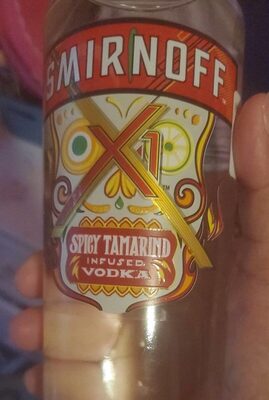 SMIRNOFF
X1
SPICY TAMARIND
INFUSED
VODKA